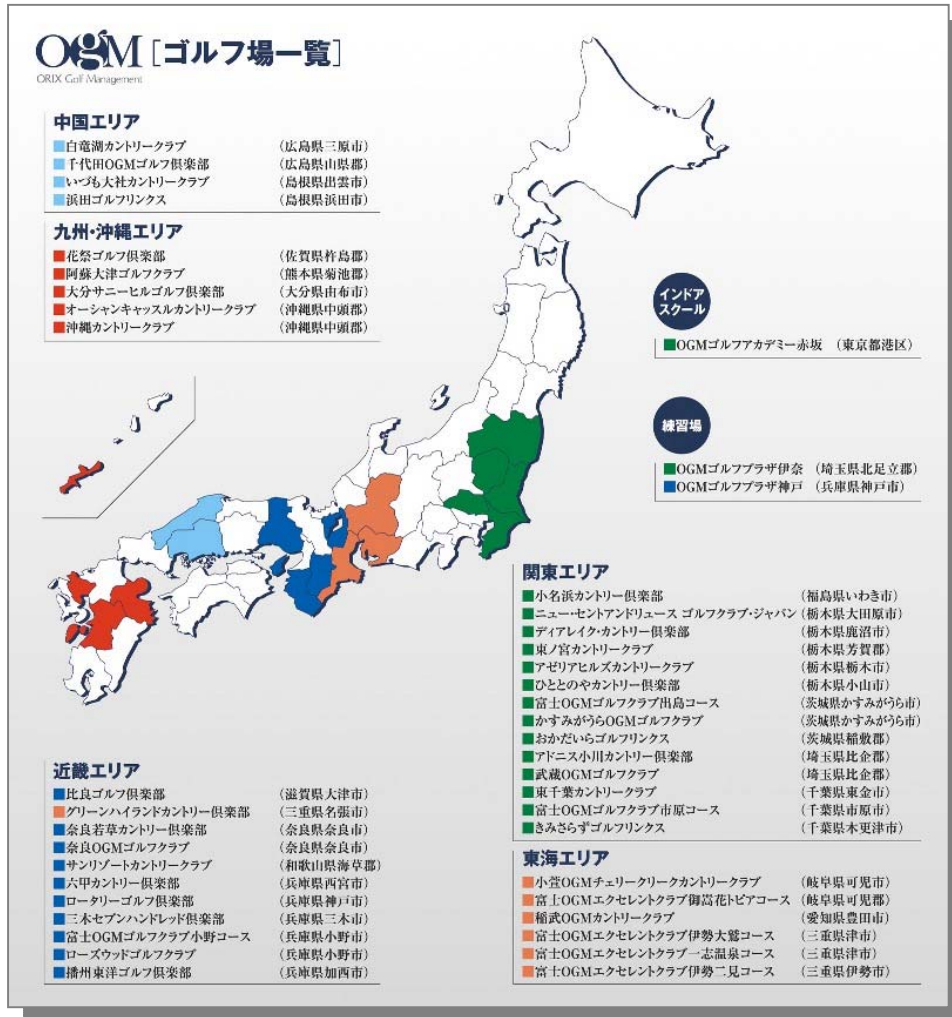 OgM[ゴルフ場一覧]
ORIX Golf Management
中国エリア
■白竜湖カントリークラブ (広島県三原市)
■千代田OGMゴルフ倶楽部 (広島県山県郡)
■いづも大社カントリークラブ (島根県出雲市)
■浜田ゴルフリンクス (島根県浜田市)
九州・沖縄エリア
■花祭ゴルフ倶楽部 (佐賀県杵島郡)
■阿蘇大津ゴルフクラブ (熊本県菊池郡)
■大分サニーヒルゴルフ倶楽部 (大分県由布市)
■オーシャンキャッスルカントリークラブ (沖縄県中頭郡)
■沖縄カントリークラブ (沖縄県中頭郡)
インドア
スクール
■OGMゴルフアカデミー赤坂 (東京都港区)
練習場
■OGMゴルフプラザ伊奈 (埼玉県北足立郡)
■OGMゴルフプラザ神戸 (兵庫県神戸市)
関東エリア
■小名浜カントリー倶楽部 (福島県いわき市)
■ニュー・セントアンドリュース ゴルフクラブ・ジャパン (栃木県大田原市)
■ディアレイク・カントリー倶楽部 (栃木県鹿沼市)
■東ノ宮カントリークラブ (栃木県芳賀郡)
■アゼリアヒルズカントリークラブ (栃木県栃木市)
■ひととのやカントリー倶楽部 (栃木県小山市)
■富士OGMゴルフクラブ出島コース (茨城県かすみがうら市)
■かすみがうらOGMゴルフクラブ (茨城県かすみがうら市)
■おかだいらゴルフリンクス (茨城県稲敷郡)
■アドニス小川カントリー倶楽部 (埼玉県比企郡)
■武蔵OGMゴルフクラブ (埼玉県比企郡)
■東千葉カントリークラブ (千葉県東金市)
■富士OGMゴルフクラブ市原コース (千葉県市原市)
■きみさらずゴルフリンクス (千葉県木更津市)
近畿エリア
■比良ゴルフ倶楽部 (滋賀県大津市)
■グリーンハイランドカントリー倶楽部 (三重県名張市)
■奈良若草カントリー倶楽部 (奈良県奈良市)
■奈良OGMゴルフクラブ (奈良県奈良市)
■サンリゾートカントリークラブ (和歌山県海草郡)
■六甲カントリー倶楽部 (兵庫県西宮市)
■ロータリーゴルフ倶楽部 (兵庫県神戸市)
■三木セブンハンドレッド倶楽部 (兵庫県三木市)
■富士OGMゴルフクラブ小野コース (兵庫県小野市)
■ローズウッドゴルフクラブ (兵庫県小野市)
■播州東洋ゴルフ倶楽部 (兵庫県加西市)
東海エリア
■小萱OGMチェリークリークカントリークラブ (岐阜県可児市)
■富士OGMエクセレントクラブ御嵩花トピアコース (岐阜県可児郡)
■稲武OGMカントリークラブ (愛知県豊田市)
■富士OGMエクセレントクラブ伊勢大鷲コース (三重県津市)
■富士OGMエクセレントクラブ一志温泉コース (三重県津市)
■富士OGMエクセレントクラブ伊勢二見コース (三重県伊勢市)